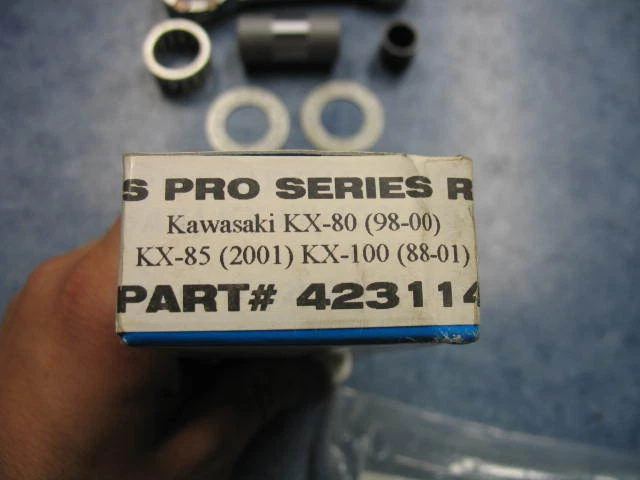 S PRO SERIES R
Kawasaki KX-80 (98-00)
KX-85 (2001) KX-100 (88-01)
PART# 423114